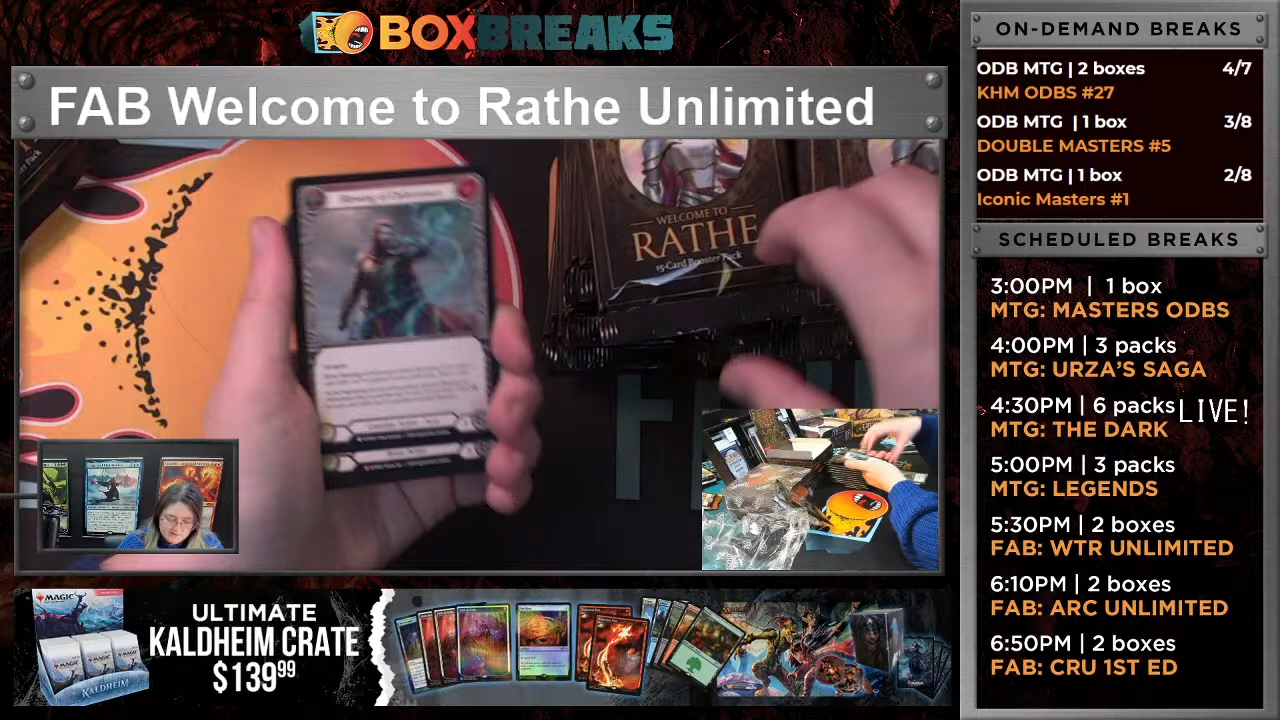 BOXBREAKS
FAB Welcome to Rathe Unlimited
WELCOME TO
RATHE
15-Card Booster Pack
ON-DEMAND BREAKS
ODB MTG | 2 boxes 4/7
KHM ODBS #27
ODB MTG | 1 box 3/8
DOUBLE MASTERS #5
ODB MTG | 1 box 2/8
Iconic Masters #1
SCHEDULED BREAKS
3:00PM | 1 box
MTG: MASTERS ODBS
4:00PM | 3 packs
MTG: URZA'S SAGA
4:30PM | 6 packs LIVE!
MTG: THE DARK
5:00PM | 3 packs
MTG: LEGENDS
5:30PM | 2 boxes
FAB: WTR UNLIMITED
6:10PM | 2 boxes
FAB: ARC UNLIMITED
6:50PM | 2 boxes
FAB: CRU 1ST ED
MAGIC
KALDHEIM
ULTIMATE
KALDHEIM CRATE
$139.99